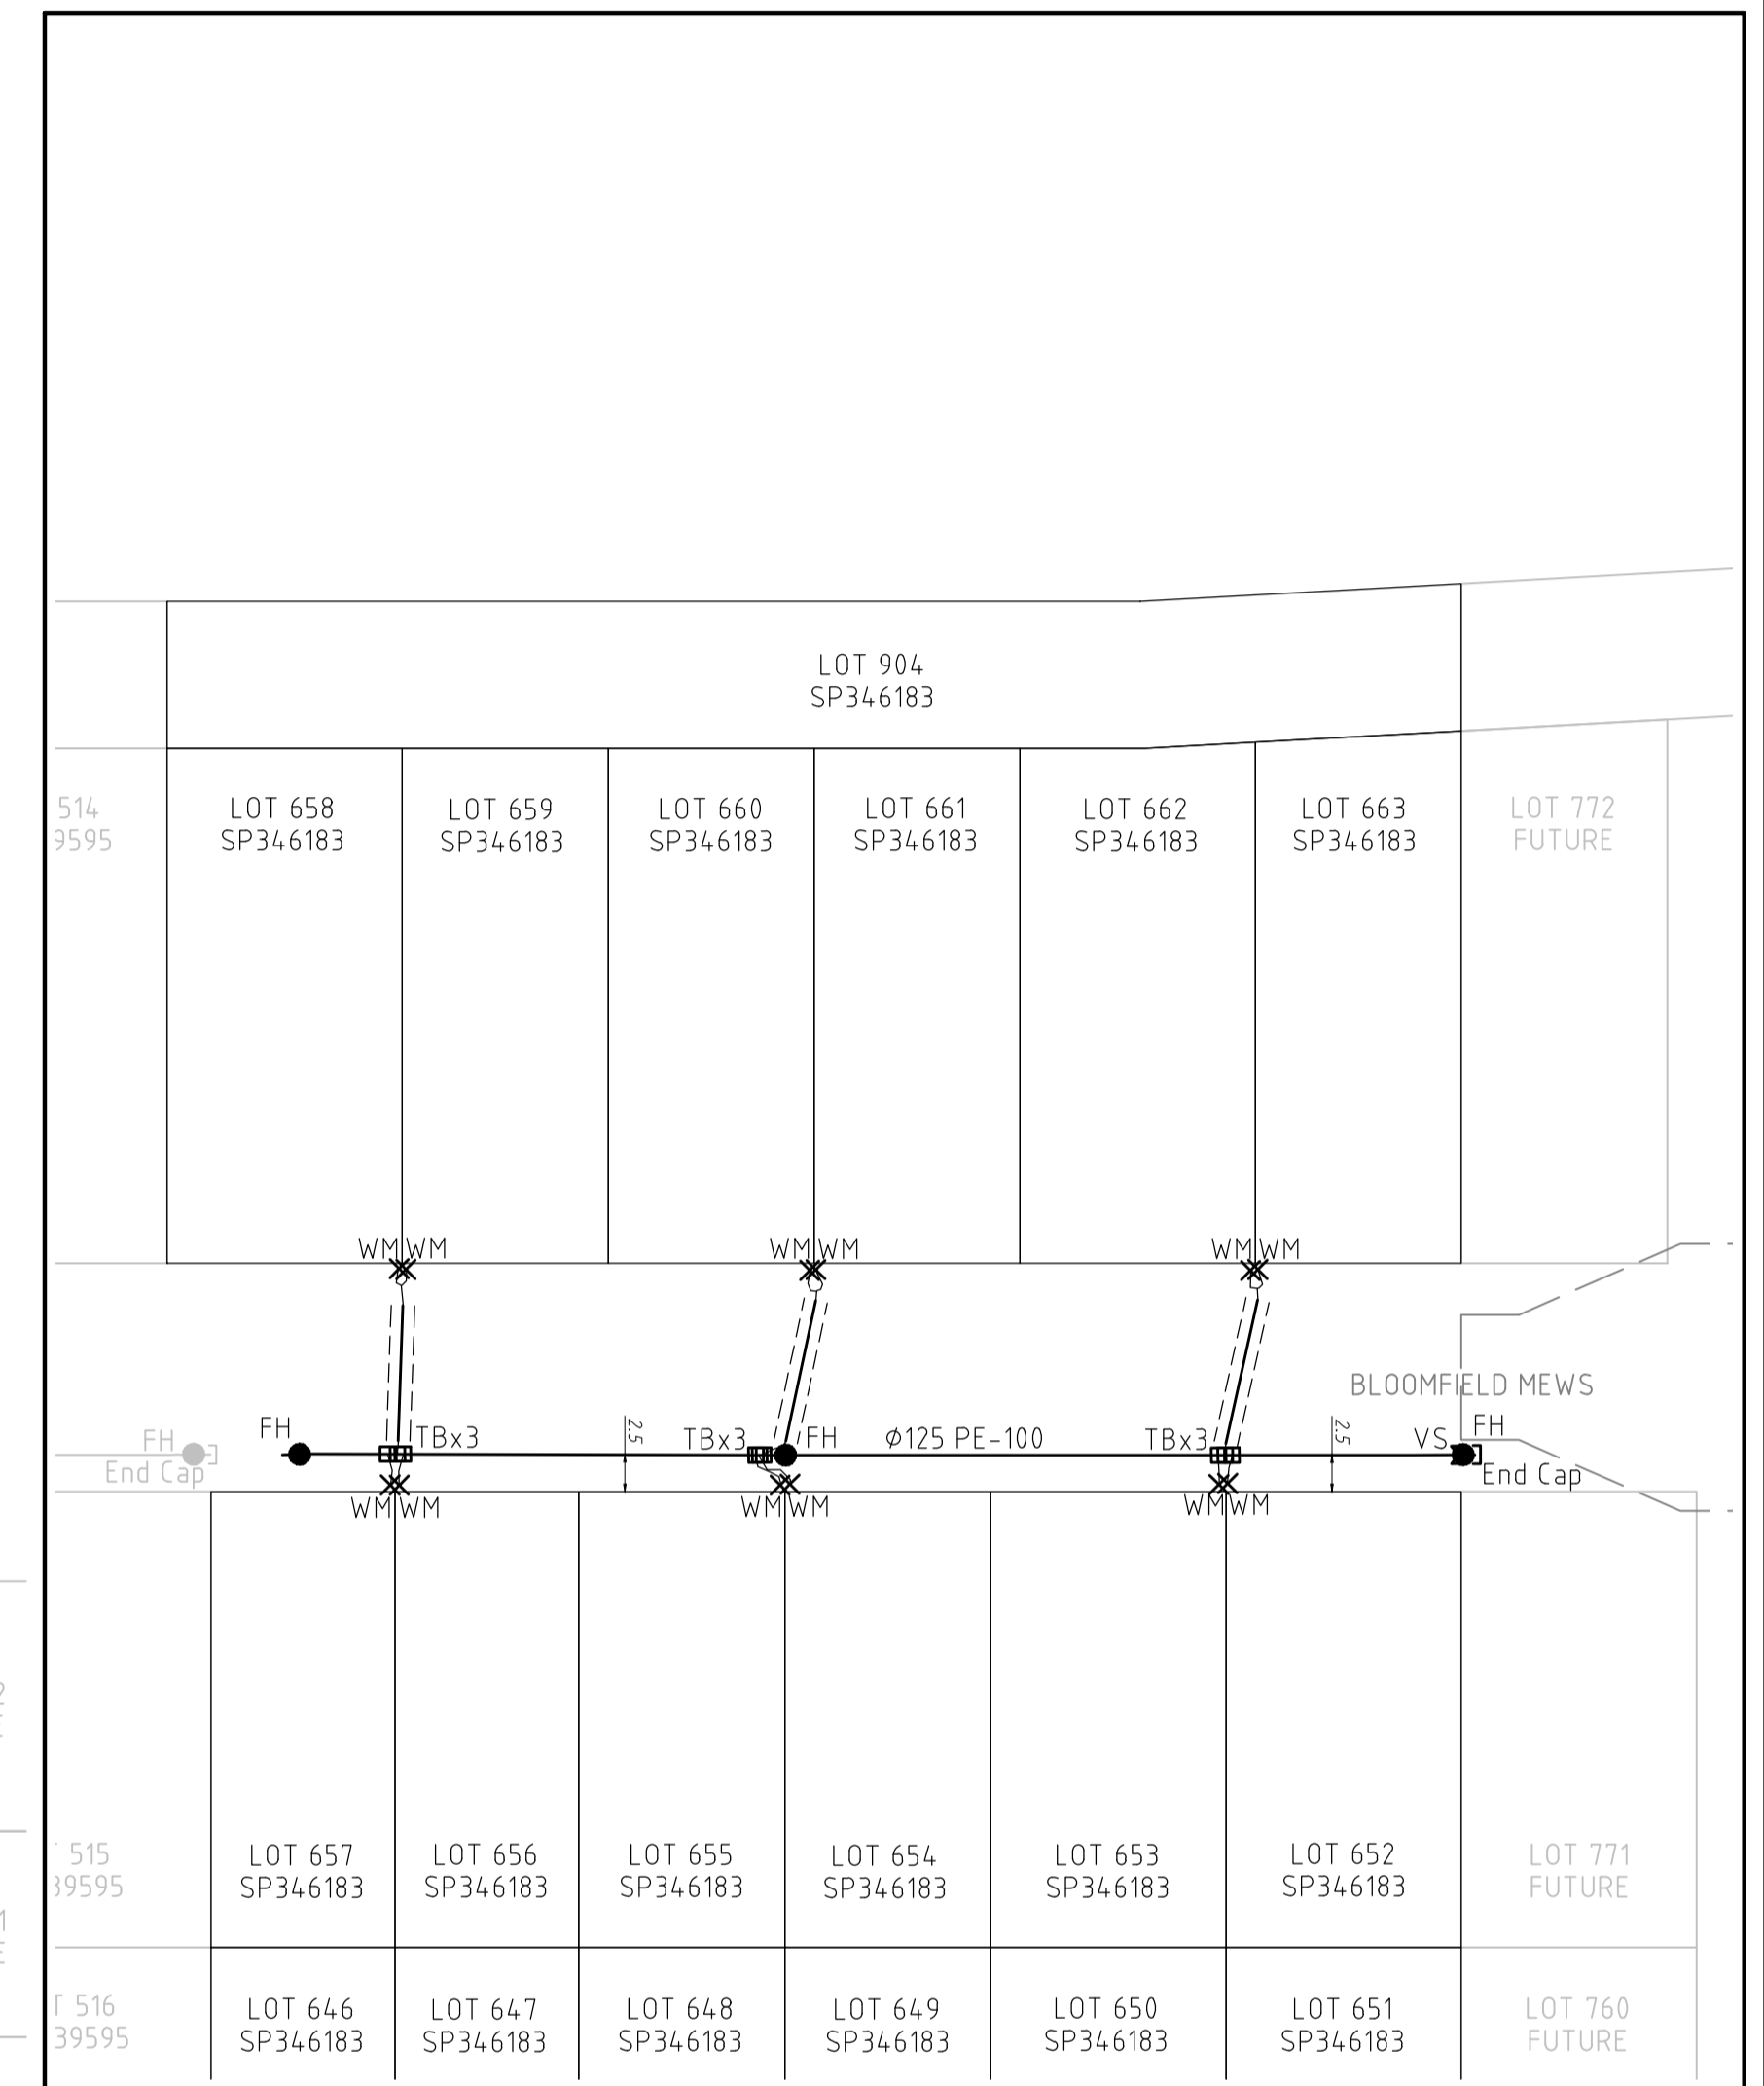 LOT 904
SP346183
514
9595
LOT 658
SP346183
LOT 659
SP346183
LOT 660
SP346183
LOT 661
SP346183
LOT 662
SP346183
LOT 663
SP346183
LOT 772
FUTURE
WM WM
WM WM
WM WM
BLOOMFIELD MEWS
FH
End Cap
FH
TBx3
2.5
TBx3
FH
Ø125 PE-100
TBx3
2.5
VS
FH
End Cap
WM WM
WM WM
WM WM
515
39595
LOT 657
SP346183
LOT 656
SP346183
LOT 655
SP346183
LOT 654
SP346183
LOT 653
SP346183
LOT 652
SP346183
LOT 771
FUTURE
T 516
39595
LOT 646
SP346183
LOT 647
SP346183
LOT 648
SP346183
LOT 649
SP346183
LOT 650
SP346183
LOT 651
SP346183
LOT 760
FUTURE